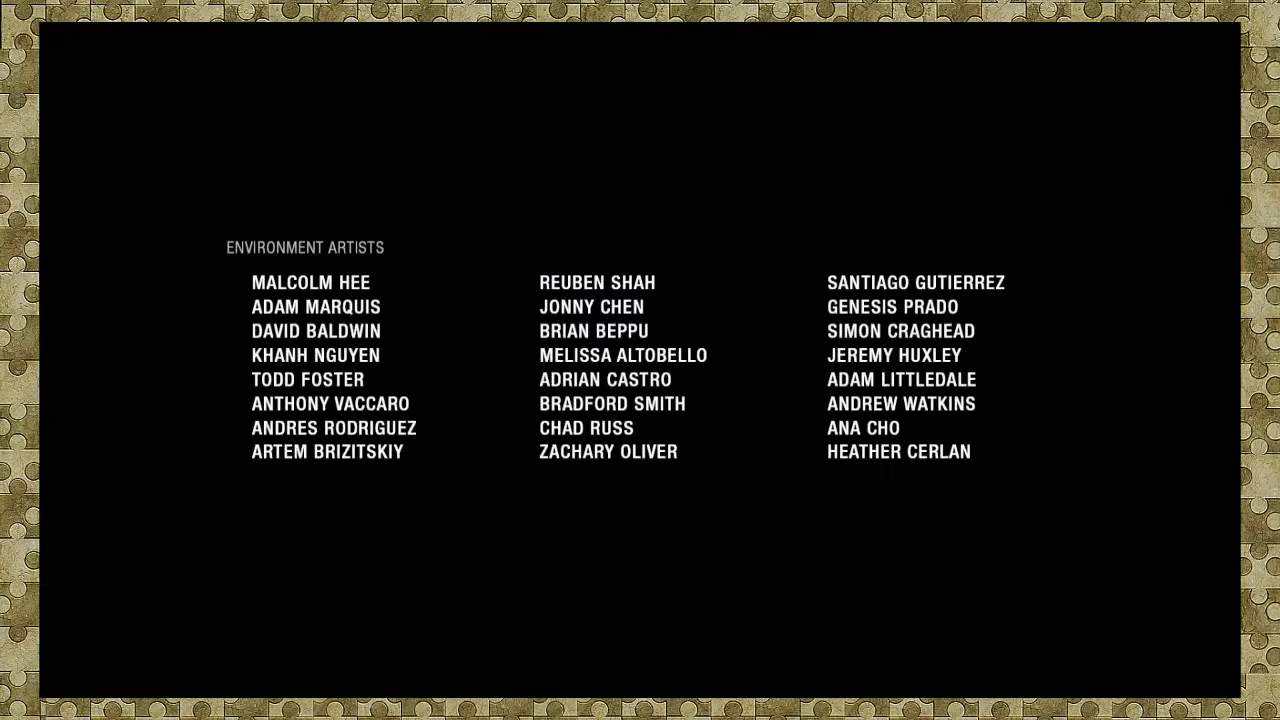 ENVIRONMENT ARTISTS
MALCOLM HEE REUBEN SHAH SANTIAGO GUTIERREZ
ADAM MARQUIS JONNY CHEN GENESIS PRADO
DAVID BALDWIN BRIAN BEPPU SIMON CRAGHEAD
KHANH NGUYEN MELISSA ALTOBELLO JEREMY HUXLEY
TODD FOSTER ADRIAN CASTRO ADAM LITTLEDALE
ANTHONY VACCARO BRADFORD SMITH ANDREW WATKINS
ANDRES RODRIGUEZ CHAD RUSS ANA CHO
ARTEM BRIZITSKIY ZACHARY OLIVER HEATHER CERLAN